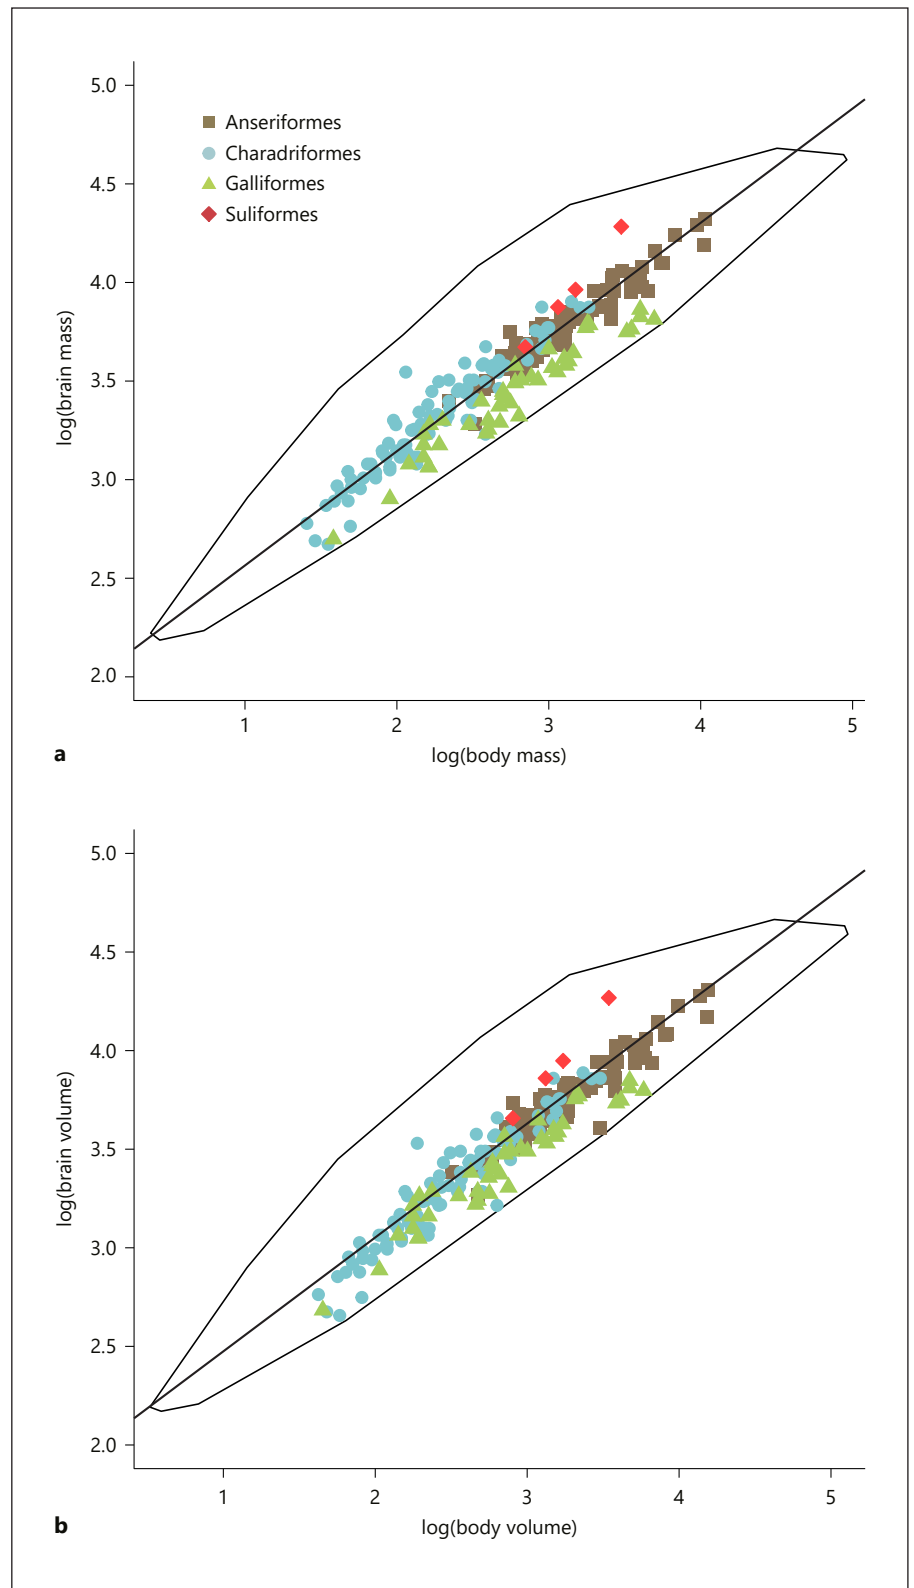 5.0
Anseriformes
Charadriformes
4.5
Galliformes
Suliformes
4.0
log(brain mass)
3.5
3.0
2.5
2.0
1 2 3 4 5
a
log(body mass)
5.0
4.5
4.0
log(brain volume)
3.5
3.0
2.5
2.0
1 2 3 4 5
b
log(body volume)